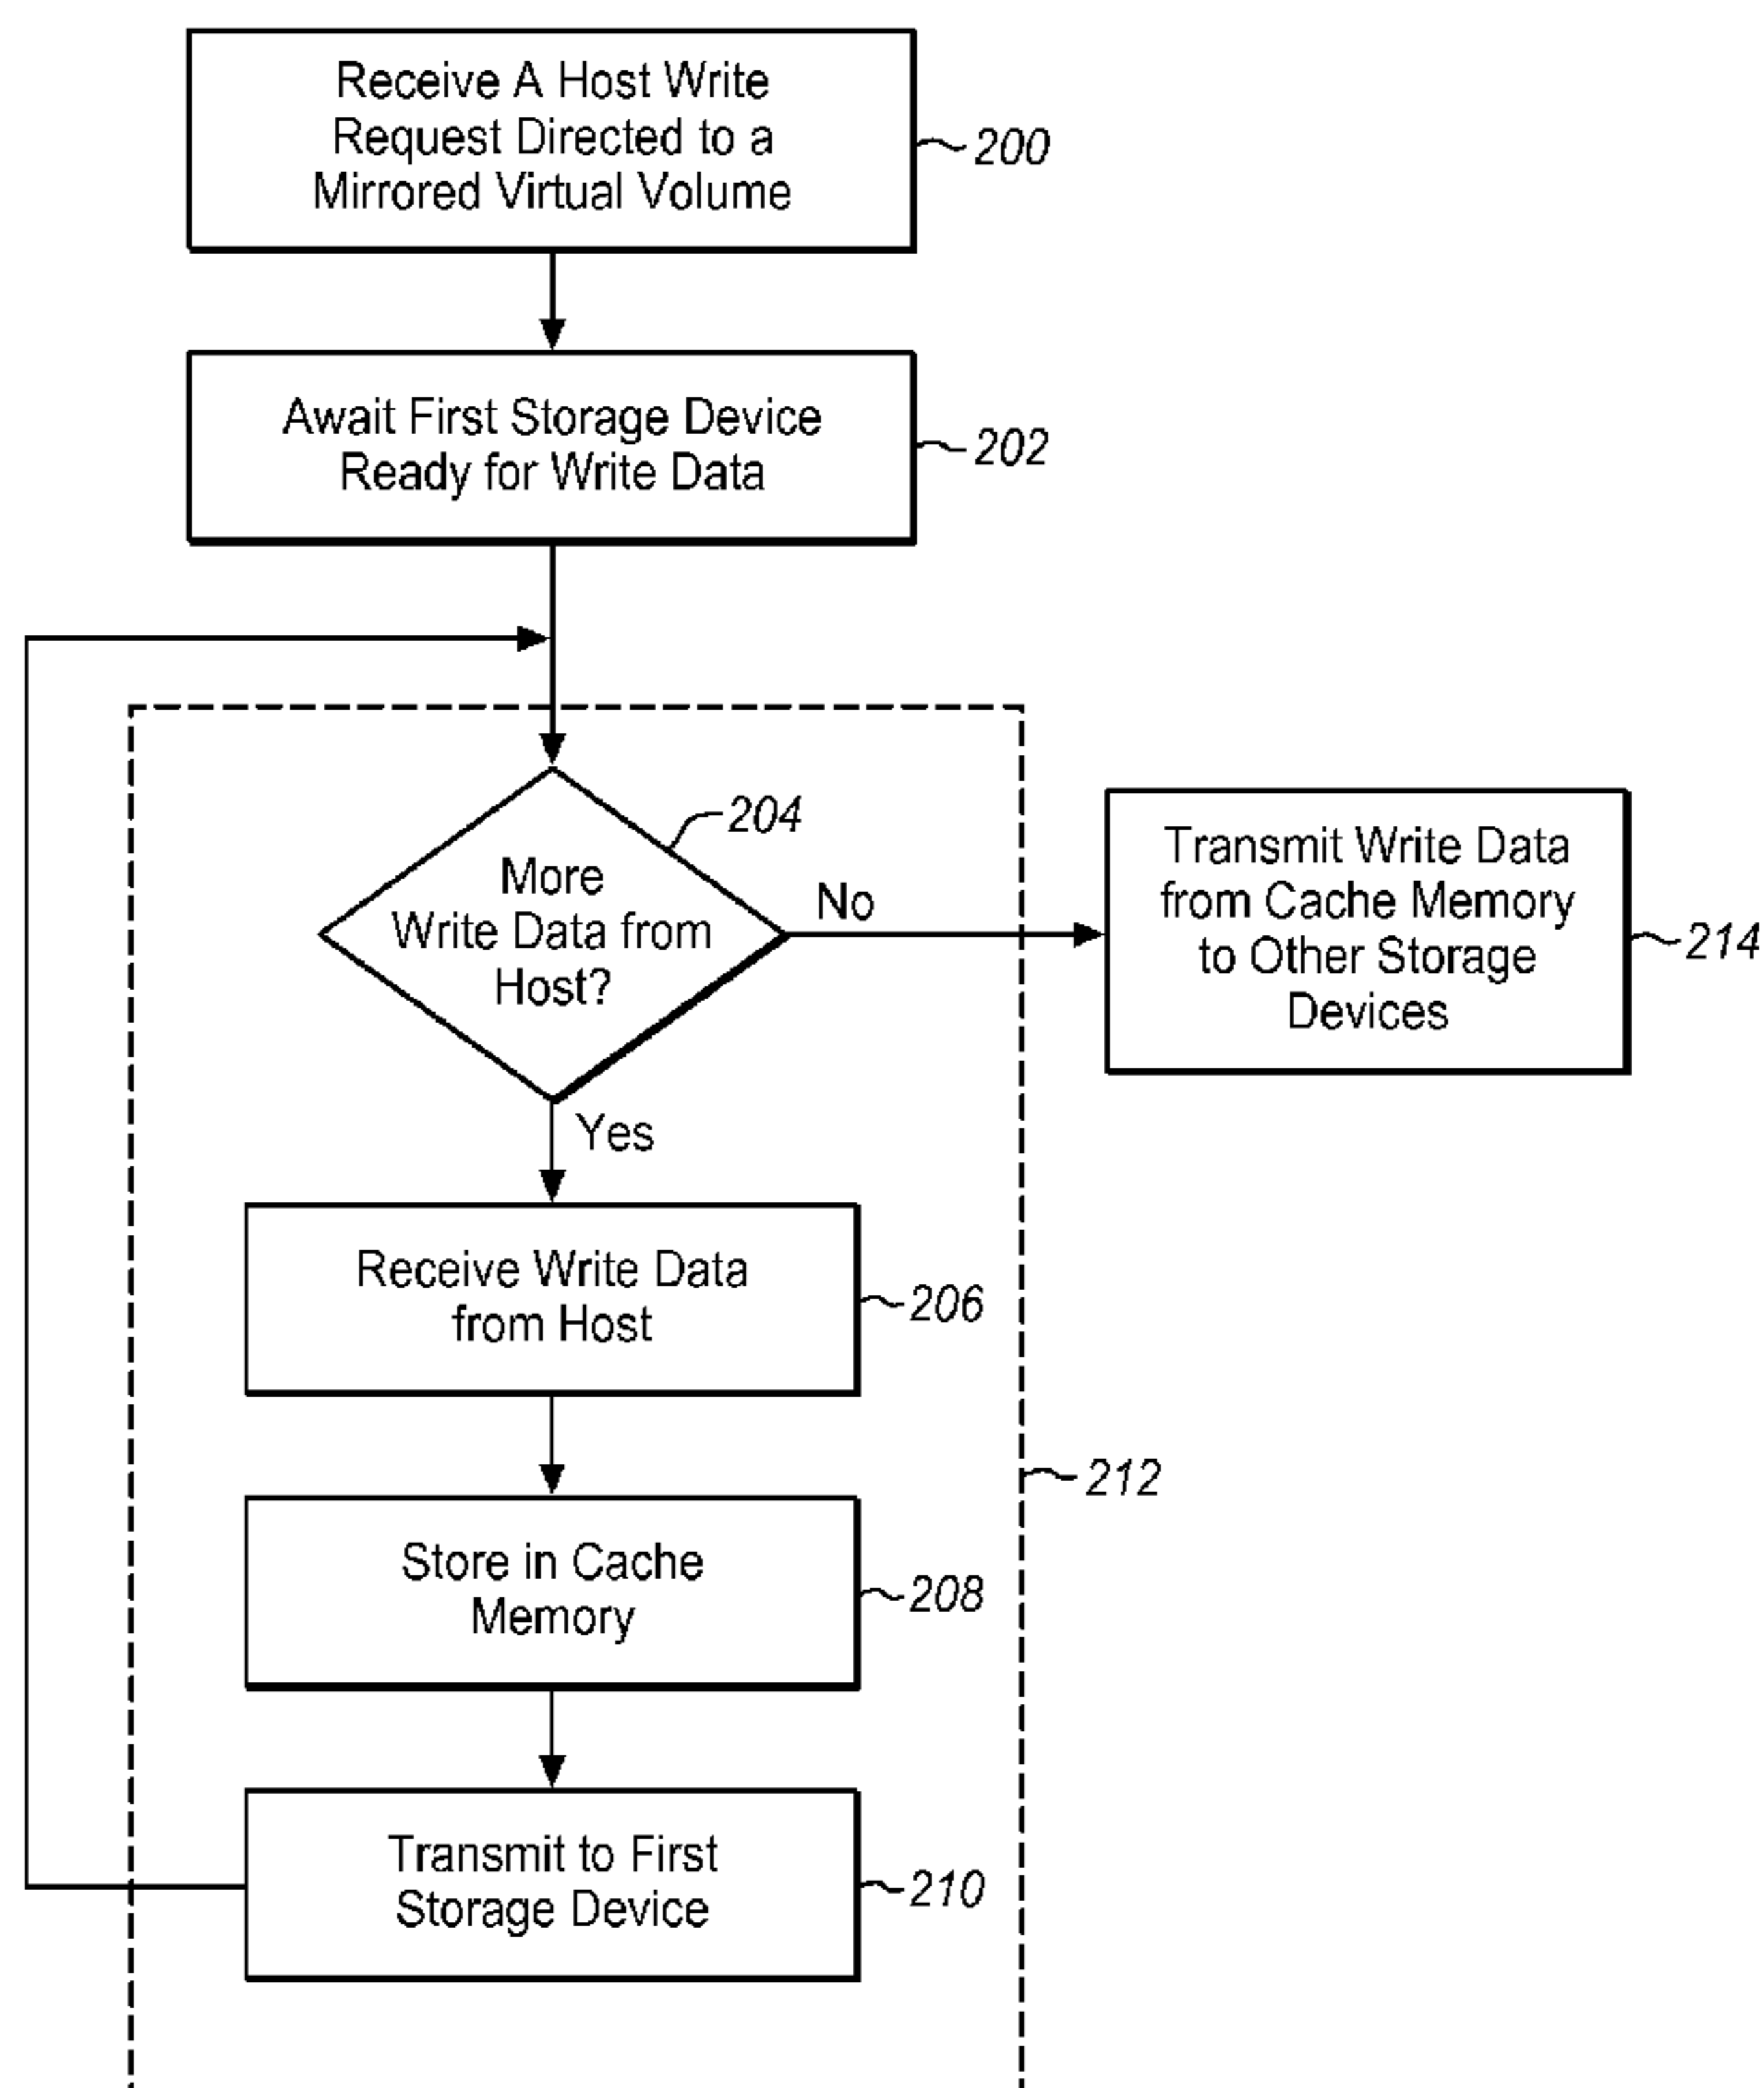 Receive A Host Write
Request Directed to a
Mirrored Virtual Volume
200
Await First Storage Device
Ready for Write Data
202
204
More
Write Data from
Host?
No
Transmit Write Data
from Cache Memory
to Other Storage
Devices
214
Yes
Receive Write Data
from Host
206
212
Store in Cache
Memory
208
Transmit to First
Storage Device
210